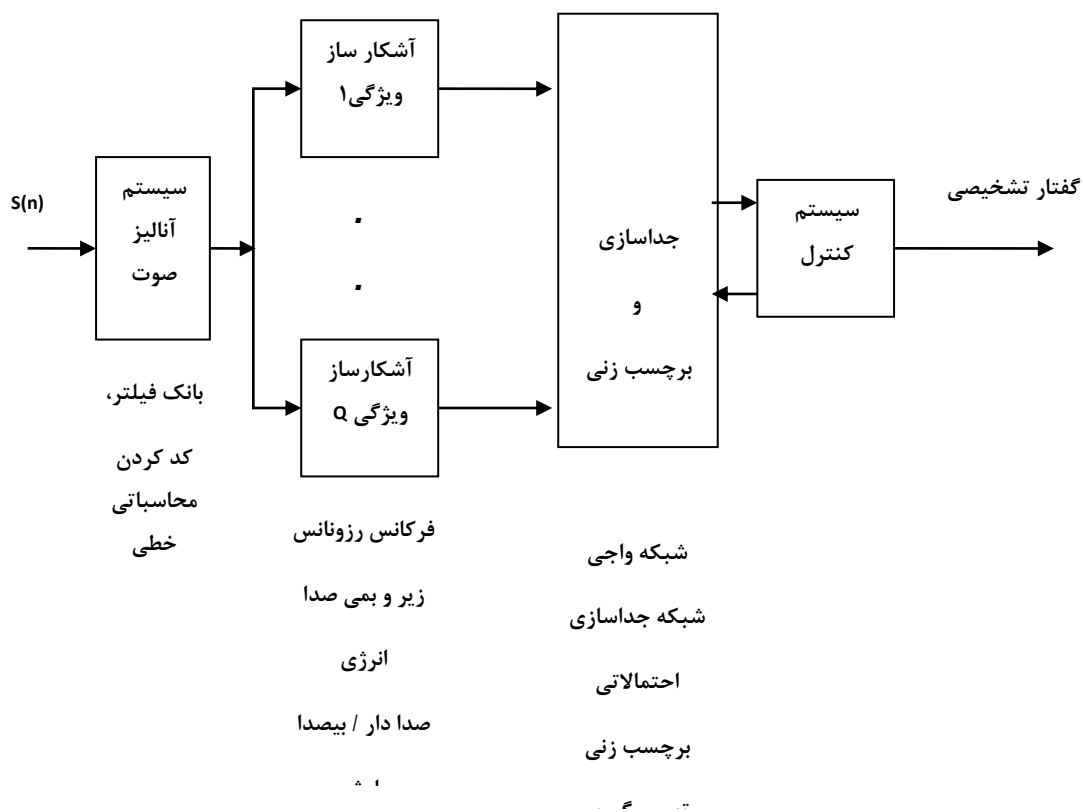 S(n)
سیستم
آنالیز
صوت
بانک فیلتر،
کد کردن
محاسباتی
خطی
آشکار ساز
ویژگی۱
.
.
آشکارساز
ویژگی Q
فرکانس رزونانس
زیر و بمی صدا
انرژی
صدا دار / بیصدا
جداسازی
و
برچسب زنی
شبکه واجی
شبکه جداسازی
احتمالاتی
برچسب زنی
سیستم
کنترل
گفتار تشخیصی